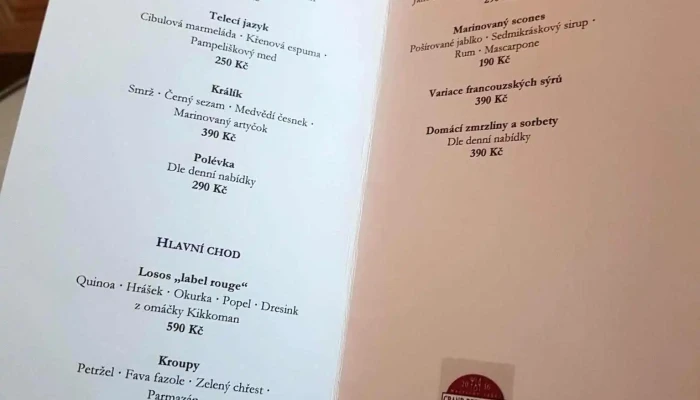 Telecí jazyk
Cibulová marmeláda · Křenová espuma ·
Pampeliškový med
250 Kč
Králík
Smrž · Černý sezam · Medvědí česnek ·
Marinovaný artyčok
390 Kč
Polévka
Dle denní nabídky
290 Kč
Hlavní chod
Losos „label rouge“
Quinoa · Hrášek · Okurka · Popel · Dresink
z omáčky Kikkoman
590 Kč
Kroupy
Petržel · Fava fazole · Zelený chřest ·
Parmazán
Marinovaný scones
Pošírované jablko · Sedmikráskový sirup ·
Rum · Mascarpone
190 Kč
Variace francouzských sýrů
390 Kč
Domácí zmrzliny a sorbety
Dle denní nabídky
390 Kč